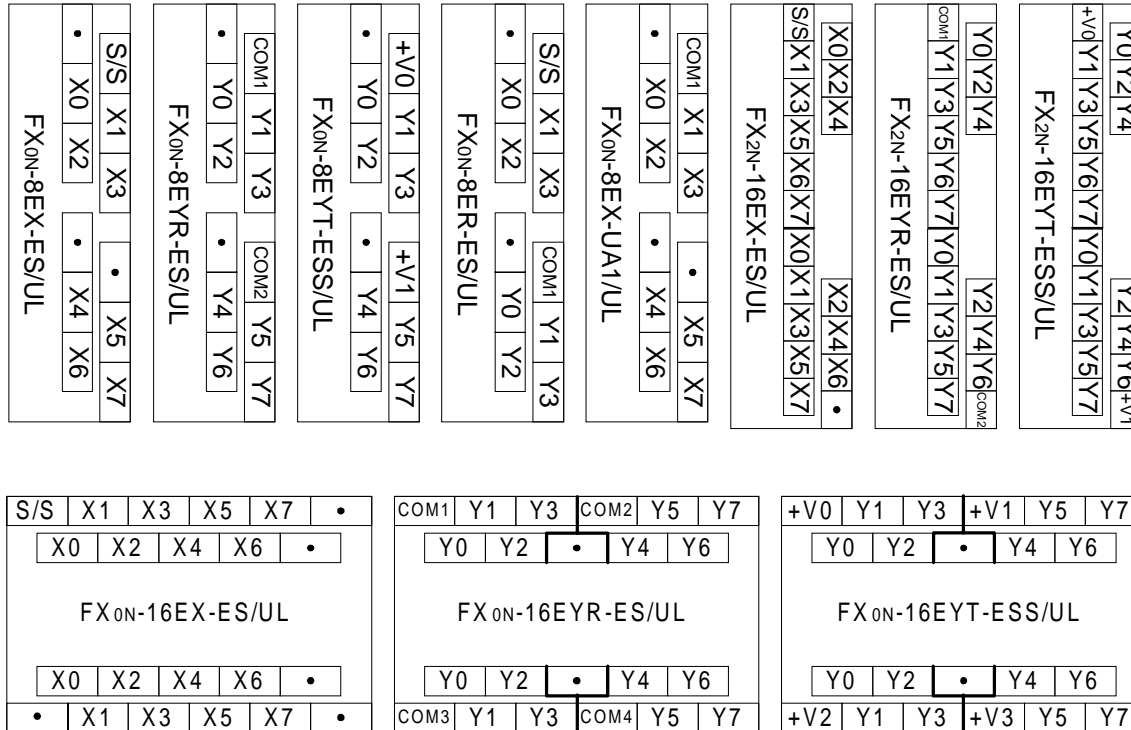 S/S X1 X3 • X5 X7
• X0 X2 • X4 X6
FX0N-8EX-ES/UL
COM1 Y1 Y3 COM2 Y5 Y7
• Y0 Y2 • Y4 Y6
FX0N-8EYR-ES/UL
+V0 Y1 Y3 +V1 Y5 Y7
• Y0 Y2 • Y4 Y6
FX0N-8EYT-ESS/UL
S/S X1 X3 COM1 Y1 Y3
• X0 X2 • Y0 Y2
FX0N-8ER-ES/UL
COM1 X1 X3 • X5 X7
• X0 X2 • X4 X6
FX0N-8EX-UA1/UL
X0 X2 X4 X2 X4 X6 •
S/S X1 X3 X5 X6 X7 X0 X1 X3 X5 X7
FX2N-16EX-ES/UL
Y0 Y2 Y4 Y2 Y4 Y6 COM2
COM1 Y1 Y3 Y5 Y6 Y7 Y0 Y1 Y3 Y5 Y7
FX2N-16EYR-ES/UL
Y0 Y2 Y4 Y2 Y4 Y6 +V1
+V0 Y1 Y3 Y5 Y6 Y7 Y0 Y1 Y3 Y5 Y7
FX2N-16EYT-ESS/UL
S/S X1 X3 X5 X7 •
X0 X2 X4 X6 •
FX0N-16EX-ES/UL
X0 X2 X4 X6 •
• X1 X3 X5 X7 •
COM1 Y1 Y3 COM2 Y5 Y7
Y0 Y2 • Y4 Y6
FX0N-16EYR-ES/UL
Y0 Y2 • Y4 Y6
COM3 Y1 Y3 COM4 Y5 Y7
+V0 Y1 Y3 +V1 Y5 Y7
Y0 Y2 • Y4 Y6
FX0N-16EYT-ESS/UL
Y0 Y2 • Y4 Y6
+V2 Y1 Y3 +V3 Y5 Y7